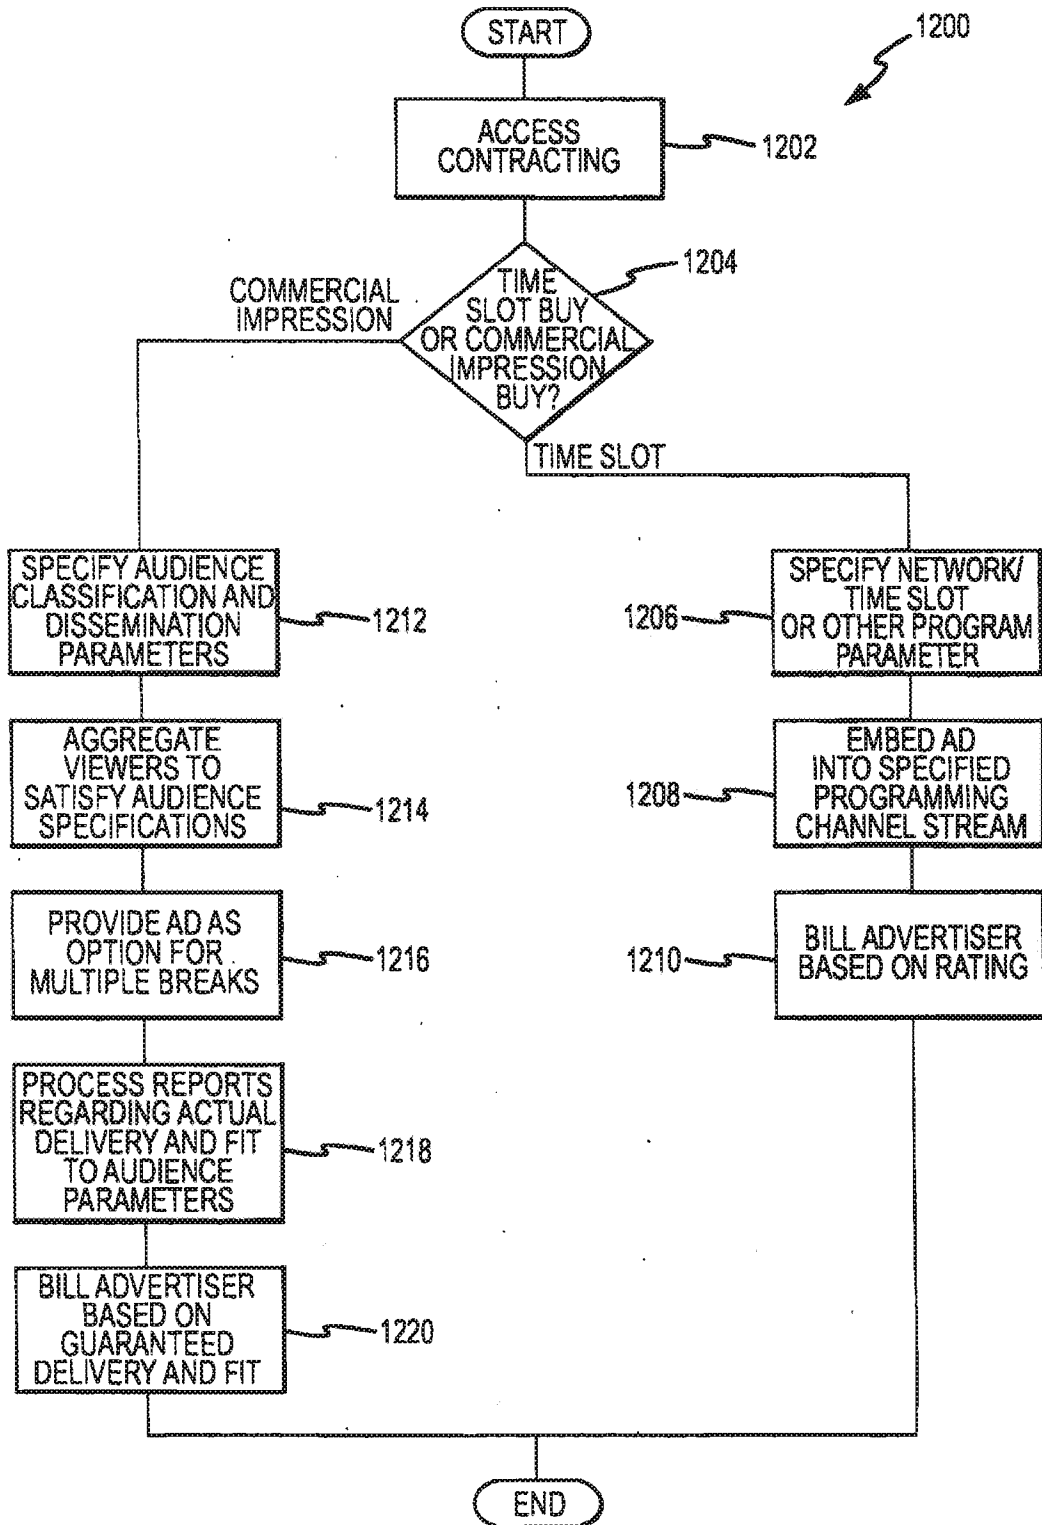 START
1200
ACCESS
CONTRACTING
1202
TIME
SLOT BUY
OR COMMERCIAL
IMPRESSION
BUY?
1204
COMMERCIAL
IMPRESSION
TIME SLOT
SPECIFY AUDIENCE
CLASSIFICATION AND
DISSEMINATION
PARAMETERS
1212
AGGREGATE
VIEWERS TO
SATISFY AUDIENCE
SPECIFICATIONS
1214
PROVIDE AD AS
OPTION FOR
MULTIPLE BREAKS
1216
PROCESS REPORTS
REGARDING ACTUAL
DELIVERY AND FIT
TO AUDIENCE
PARAMETERS
1218
BILL ADVERTISER
BASED ON
GUARANTEED
DELIVERY AND FIT
1220
SPECIFY NETWORK/
TIME SLOT
OR OTHER PROGRAM
PARAMETER
1206
EMBED AD
INTO SPECIFIED
PROGRAMMING
CHANNEL STREAM
1208
BILL ADVERTISER
BASED ON RATING
1210
END